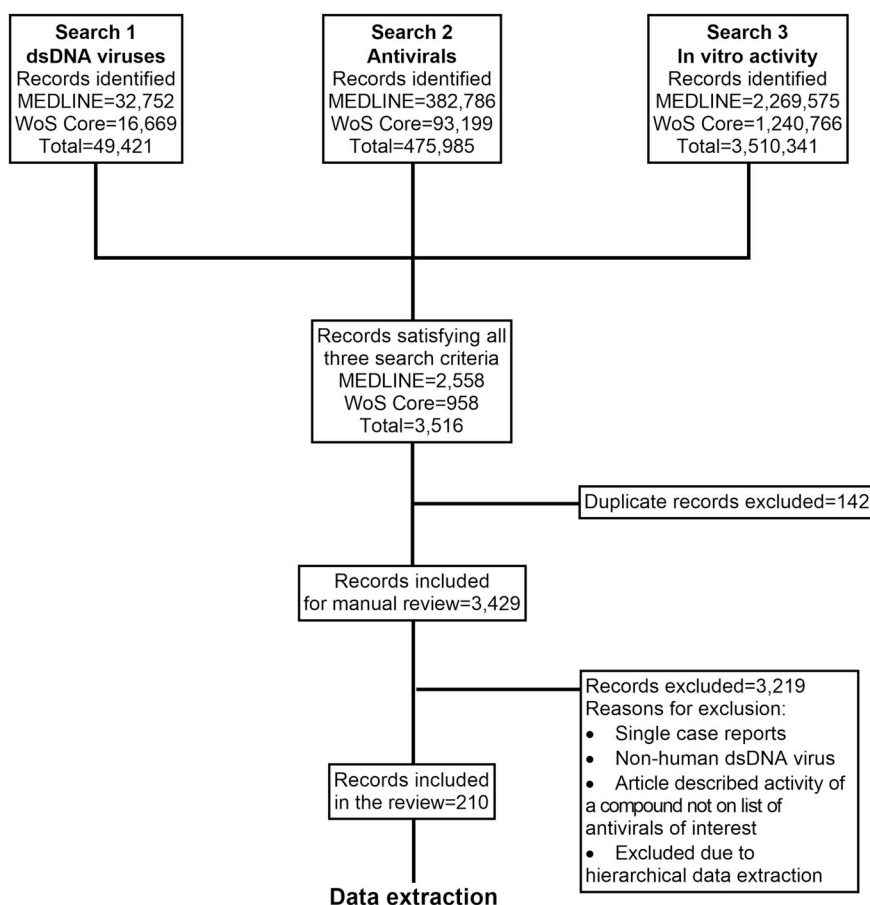 Search 1
dsDNA viruses
Records identified
MEDLINE=32,752
WoS Core=16,669
Total=49,421
Search 2
Antivirals
Records identified
MEDLINE=382,786
WoS Core=93,199
Total=475,985
Search 3
In vitro activity
Records identified
MEDLINE=2,269,575
WoS Core=1,240,766
Total=3,510,341
Records satisfying all
three search criteria
MEDLINE=2,558
WoS Core=958
Total=3,516
Duplicate records excluded=142
Records included
for manual review=3,429
Records excluded=3,219
Reasons for exclusion:
• Single case reports
• Non-human dsDNA virus
• Article described activity of
a compound not on list of
antivirals of interest
• Excluded due to
hierarchical data extraction
Records included
in the review=210
Data extraction